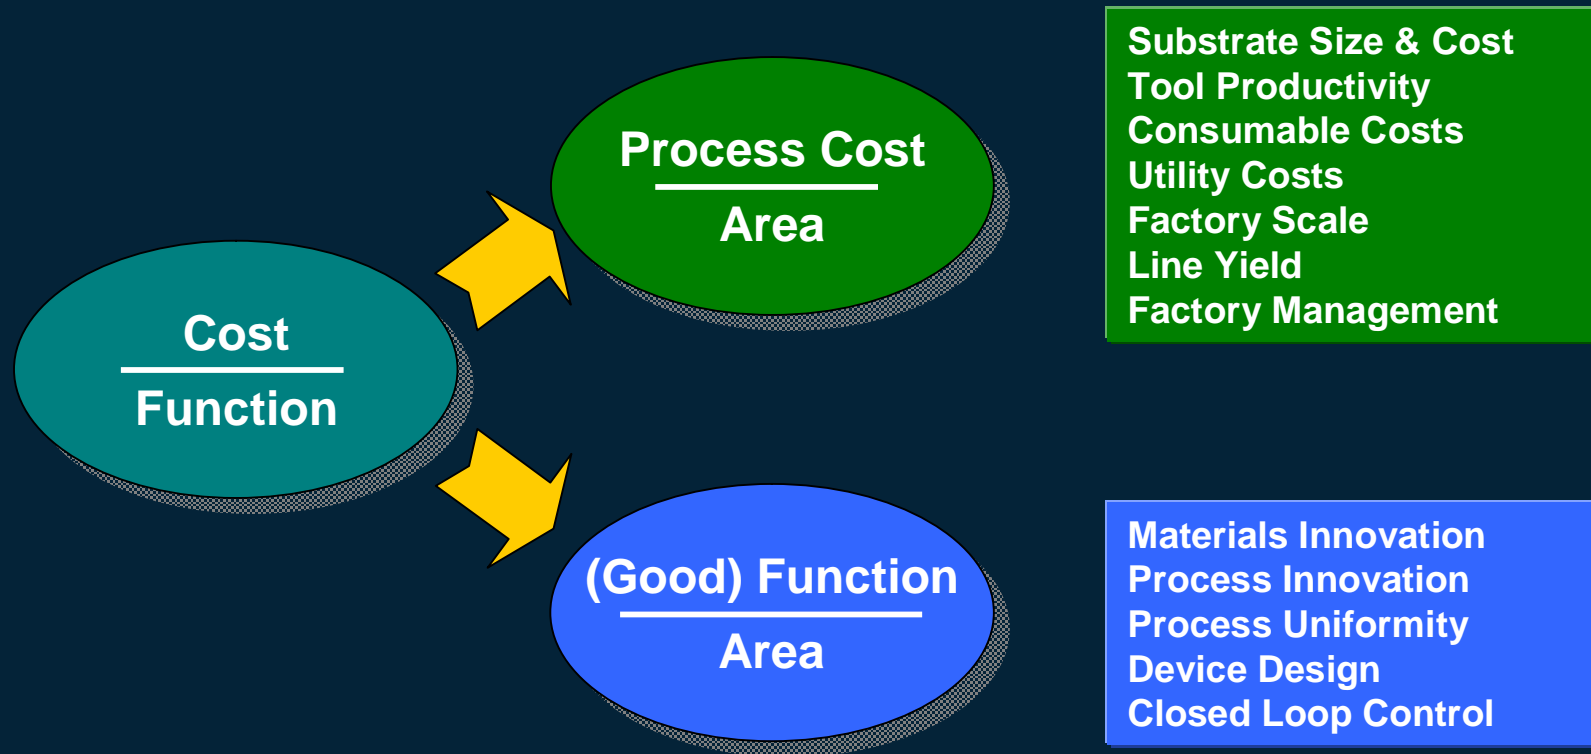 Cost
Function
Process Cost
Area
Substrate Size & Cost
Tool Productivity
Consumable Costs
Utility Costs
Factory Scale
Line Yield
Factory Management
(Good) Function
Area
Materials Innovation
Process Innovation
Process Uniformity
Device Design
Closed Loop Control